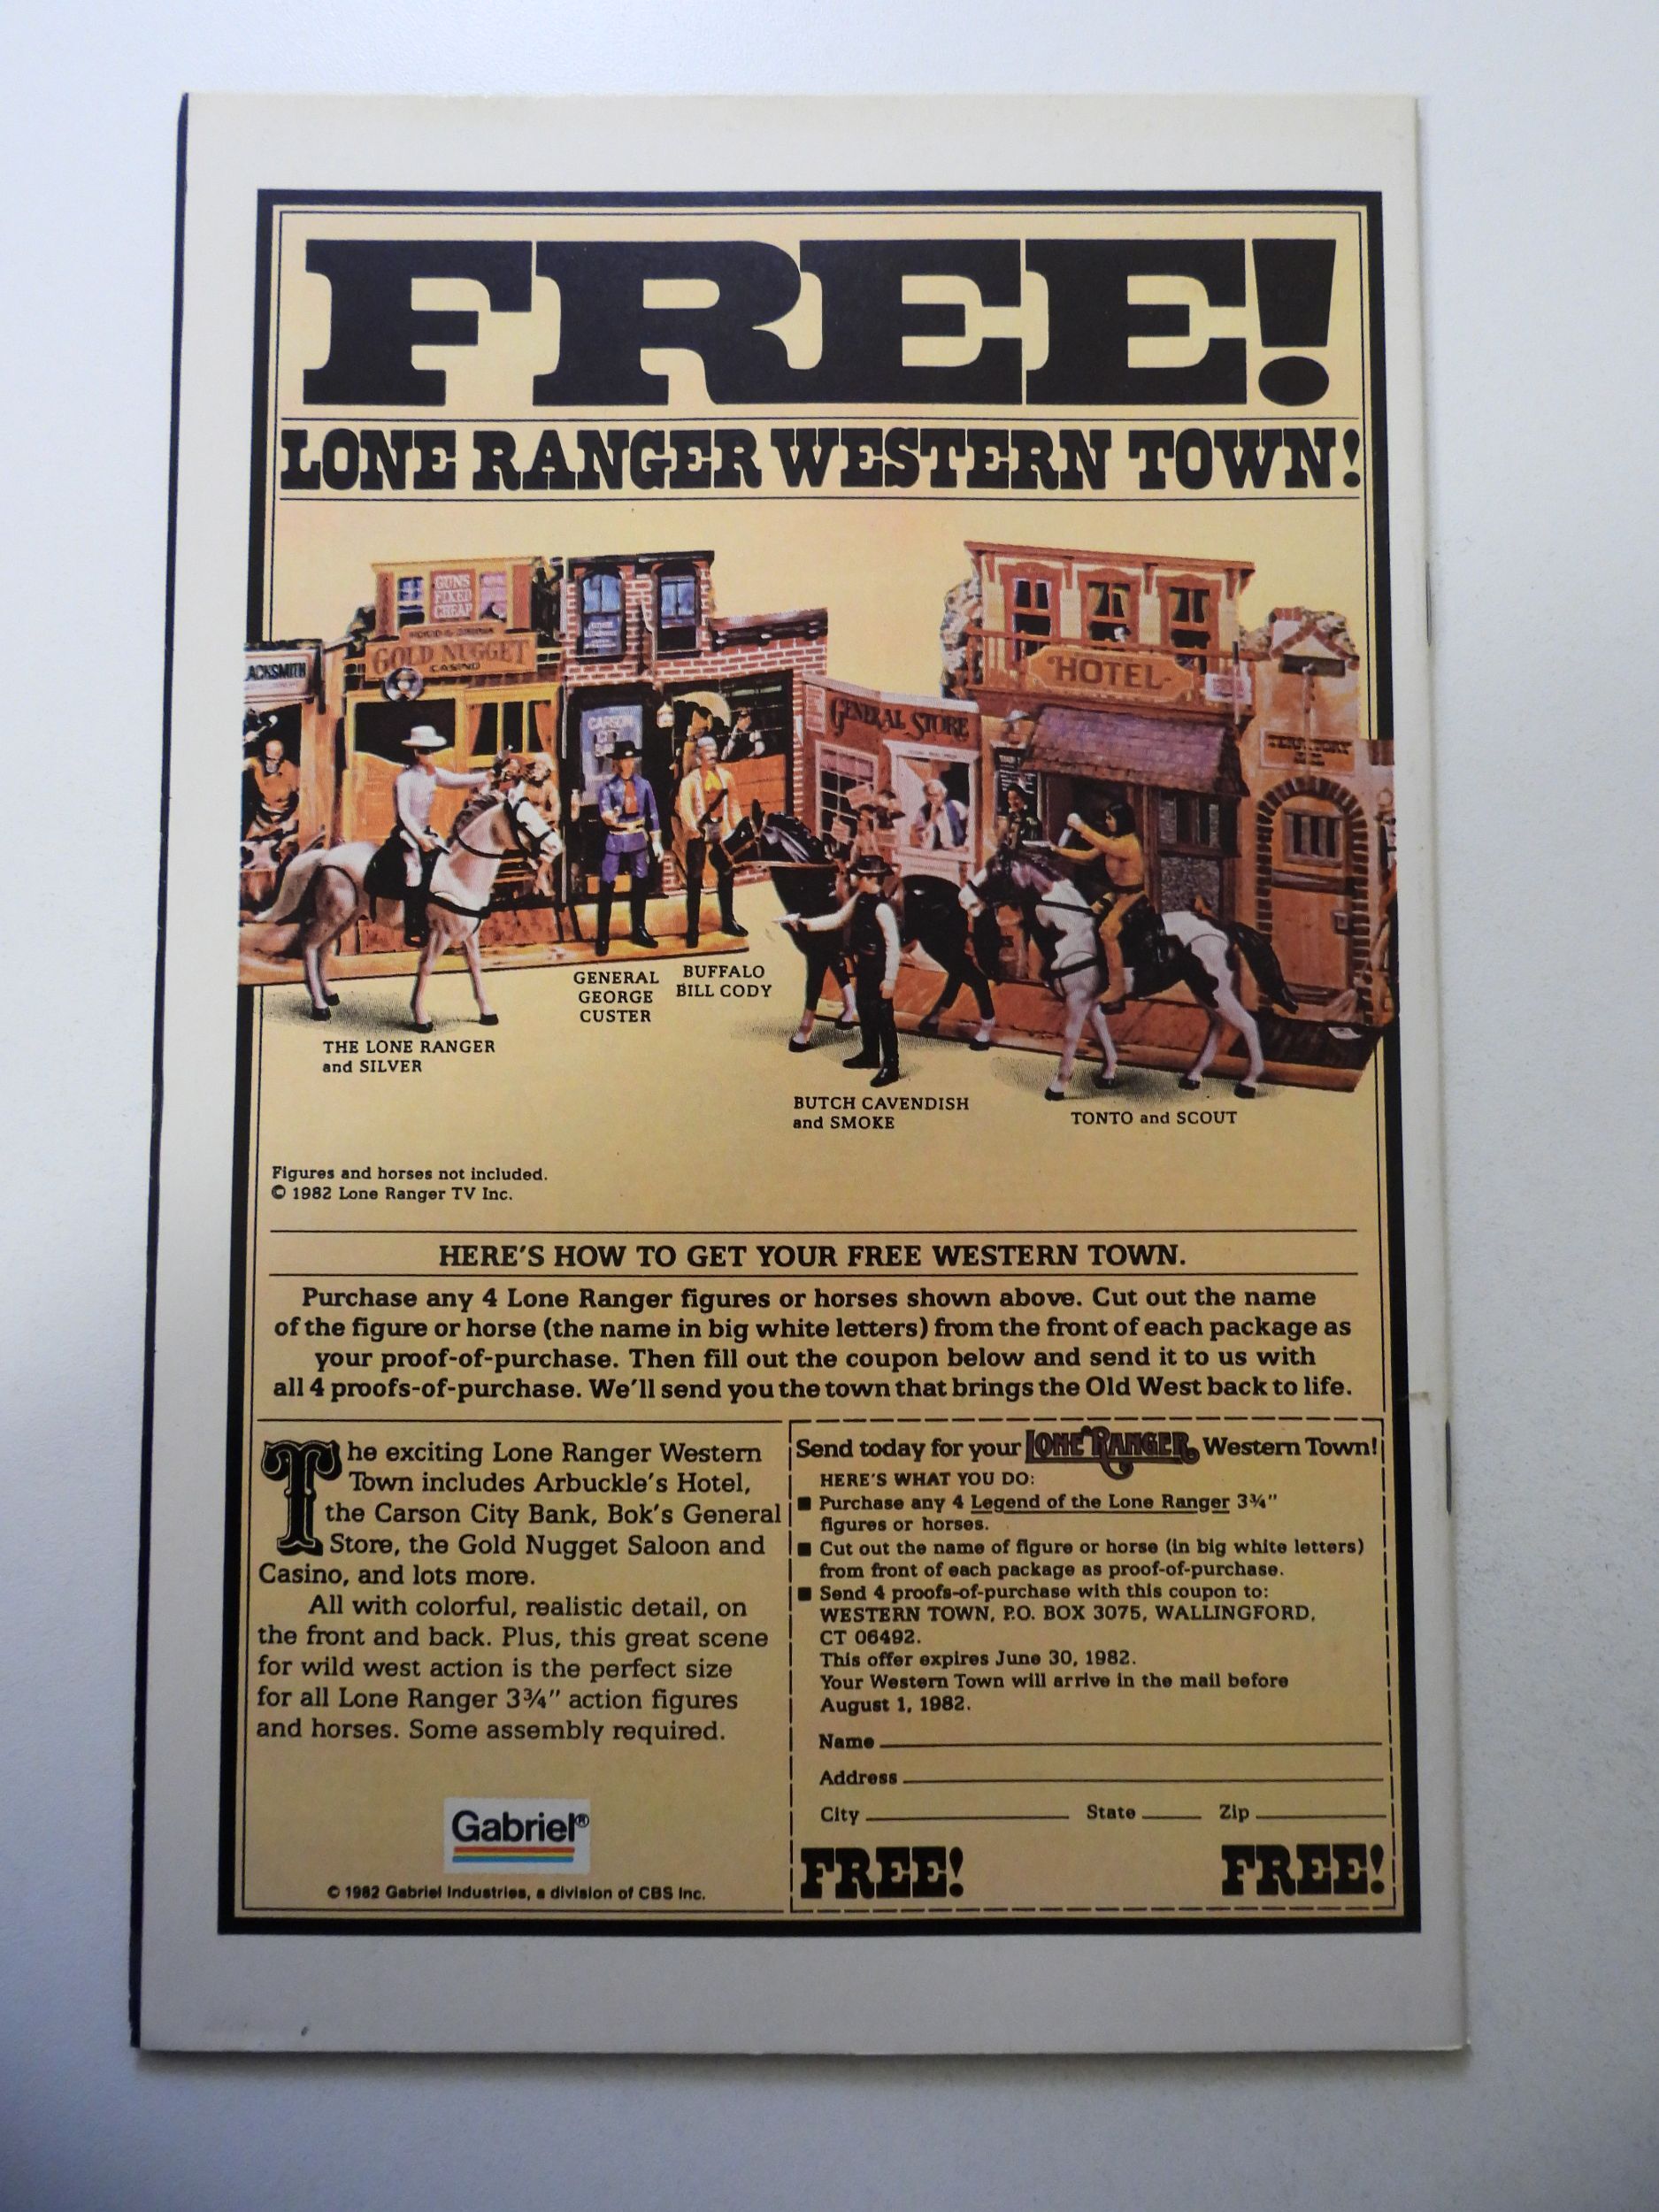 FREE!
LONE RANGER WESTERN TOWN!
GUNS
FIXED
CHEAP
ACKSMITH
GOLD NUGGET
CASINO
CARSON
HOTEL
GENERAL STORE
GENERAL
GEORGE
CUSTER
BUFFALO
BILL CODY
THE LONE RANGER
and SILVER
BUTCH CAVENDISH
and SMOKE
TONTO and SCOUT
Figures and horses not included.
© 1982 Lone Ranger TV Inc.
HERE'S HOW TO GET YOUR FREE WESTERN TOWN.
Purchase any 4 Lone Ranger figures or horses shown above. Cut out the name
of the figure or horse (the name in big white letters) from the front of each package as
your proof-of-purchase. Then fill out the coupon below and send it to us with
all 4 proofs-of-purchase. We'll send you the town that brings the Old West back to life.
The exciting Lone Ranger Western
Town includes Arbuckle's Hotel,
the Carson City Bank, Bok's General
Store, the Gold Nugget Saloon and
Casino, and lots more.
All with colorful, realistic detail, on
the front and back. Plus, this great scene
for wild west action is the perfect size
for all Lone Ranger 3¾" action figures
and horses. Some assembly required.
Gabriel®
© 1982 Gabriel Industries, a division of CBS Inc.
Send today for your LONE RANGER Western Town!
HERE'S WHAT YOU DO:
■ Purchase any 4 Legend of the Lone Ranger 3¾"
figures or horses.
■ Cut out the name of figure or horse (in big white letters)
from front of each package as proof-of-purchase.
■ Send 4 proofs-of-purchase with this coupon to:
WESTERN TOWN, P.O. BOX 3075, WALLINGFORD,
CT 06492.
This offer expires June 30, 1982.
Your Western Town will arrive in the mail before
August 1, 1982.
Name
Address
City State Zip
FREE! FREE!